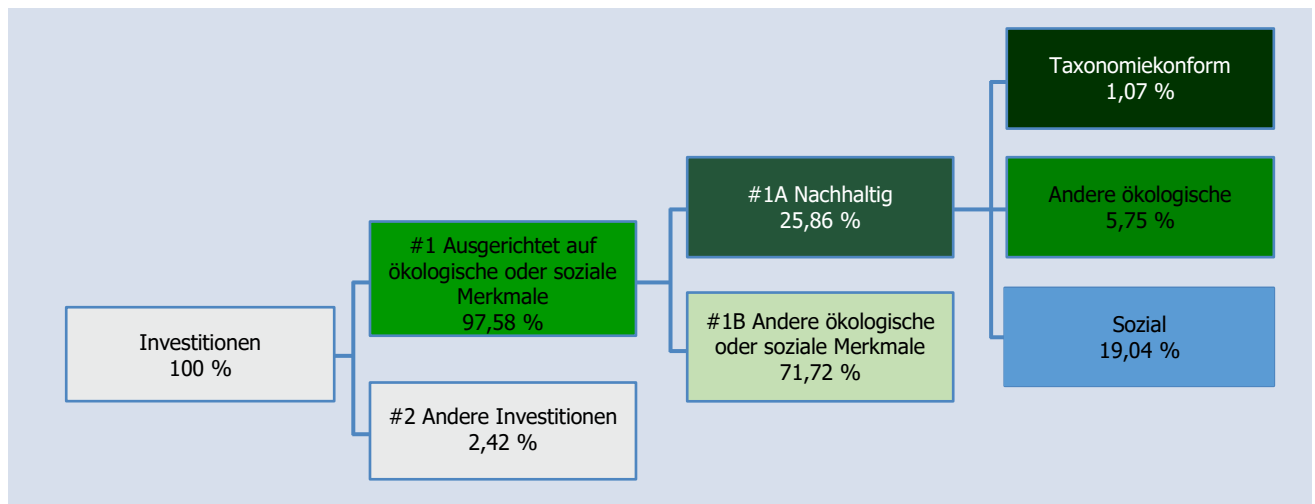 Investitionen
100 %
#1 Ausgerichtet auf
ökologische oder soziale
Merkmale
97,58 %
#2 Andere Investitionen
2,42 %
#1A Nachhaltig
25,86 %
#1B Andere ökologische
oder soziale Merkmale
71,72 %
Taxonomiekonform
1,07 %
Andere ökologische
5,75 %
Sozial
19,04 %